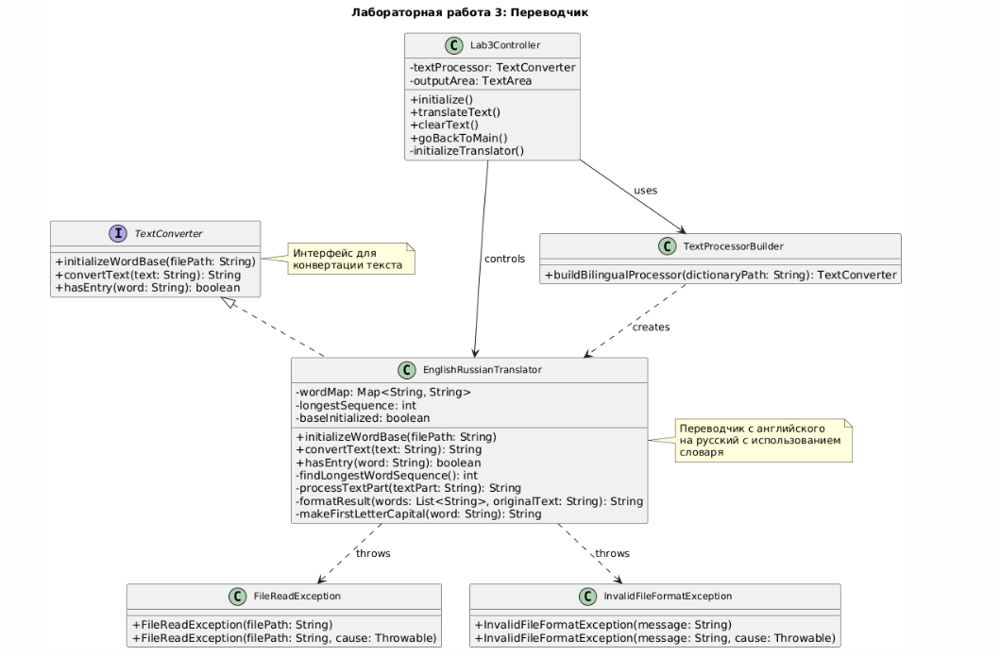 Лабораторная работа 3: Переводчик
C Lab3Controller
-textProcessor: TextConverter
-outputArea: TextArea
+initialize()
+translateText()
+clearText()
+goBackToMain()
-initializeTranslator()
uses
I TextConverter
+initializeWordBase(filePath: String)
+convertText(text: String): String
+hasEntry(word: String): boolean
Интерфейс для
конвертации текста
controls
C TextProcessorBuilder
+buildBilingualProcessor(dictionaryPath: String): TextConverter
creates
C EnglishRussianTranslator
-wordMap: Map<String, String>
-longestSequence: int
-baseInitialized: boolean
+initializeWordBase(filePath: String)
+convertText(text: String): String
+hasEntry(word: String): boolean
-findLongestWordSequence(): int
-processTextPart(textPart: String): String
-formatResult(words: List<String>, originalText: String): String
-makeFirstLetterCapital(word: String): String
Переводчик с английского
на русский с использованием
словаря
throws
throws
C FileReadException
+FileReadException(filePath: String)
+FileReadException(filePath: String, cause: Throwable)
C InvalidFileFormatException
+InvalidFileFormatException(message: String)
+InvalidFileFormatException(message: String, cause: Throwable)